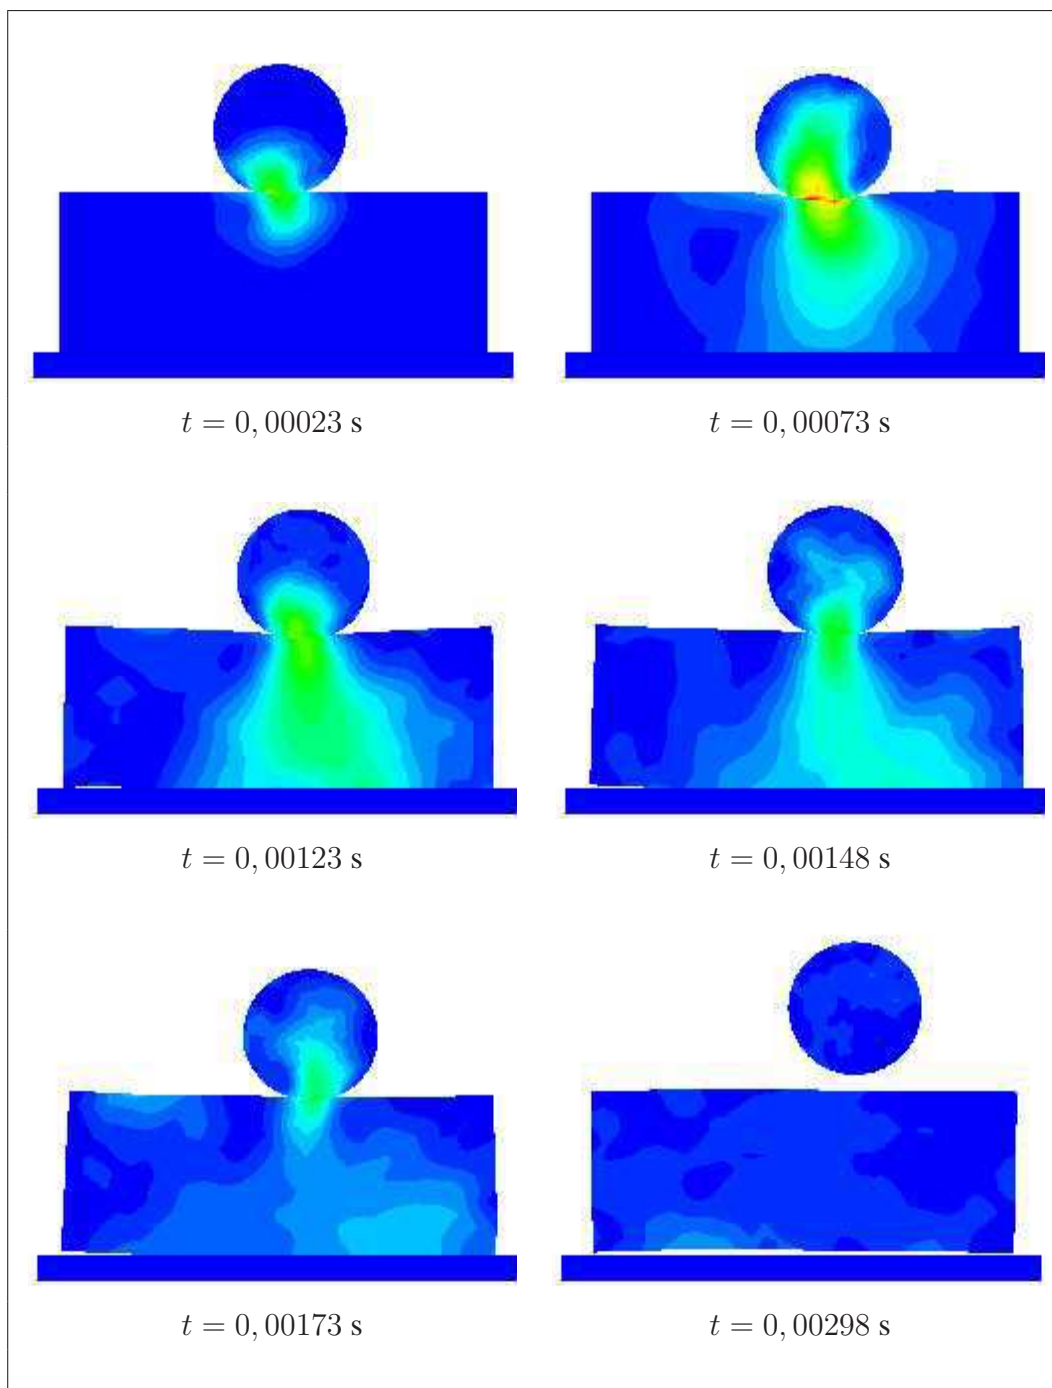 t = 0, 00023 s
t = 0, 00073 s
t = 0, 00123 s
t = 0, 00148 s
t = 0, 00173 s
t = 0, 00298 s